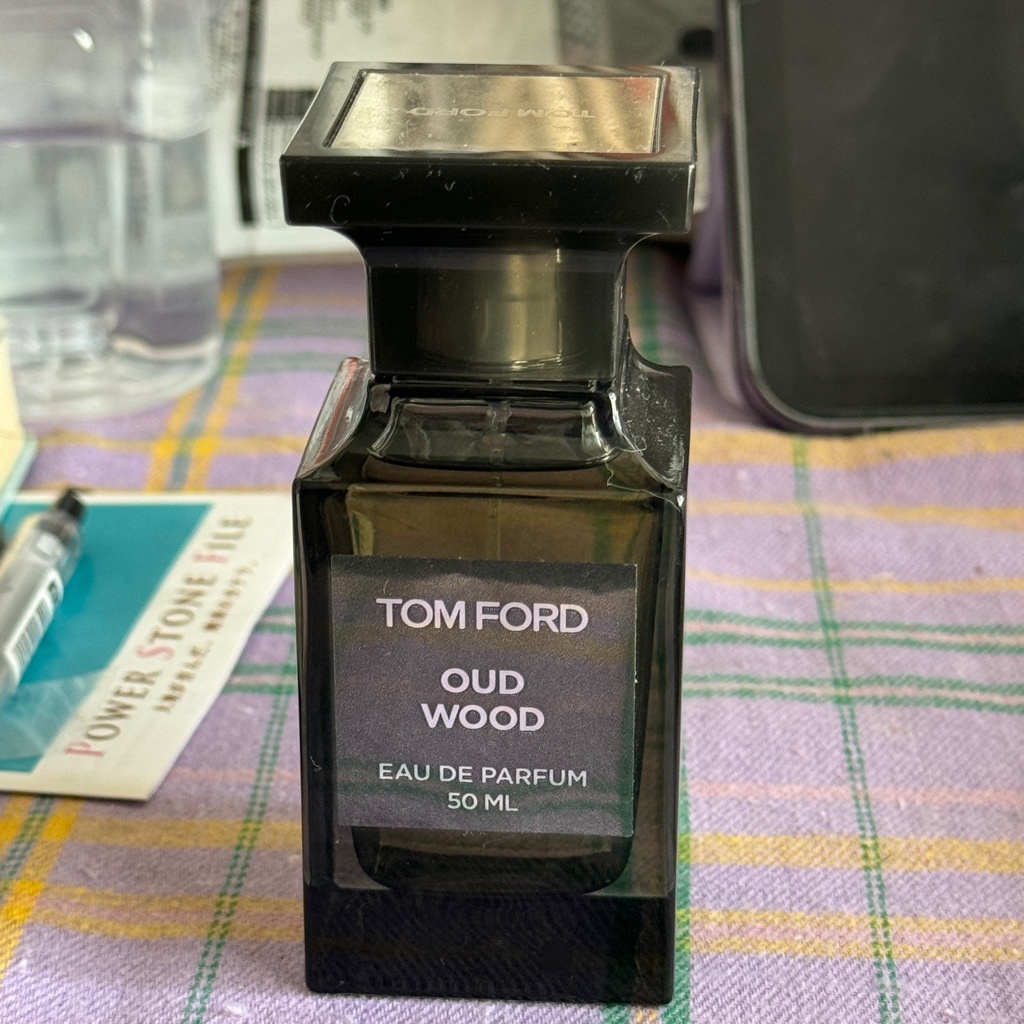 TOM FORD
TOM FORD
OUD
WOOD
EAU DE PARFUM
50 ML
POWER STONE FILE